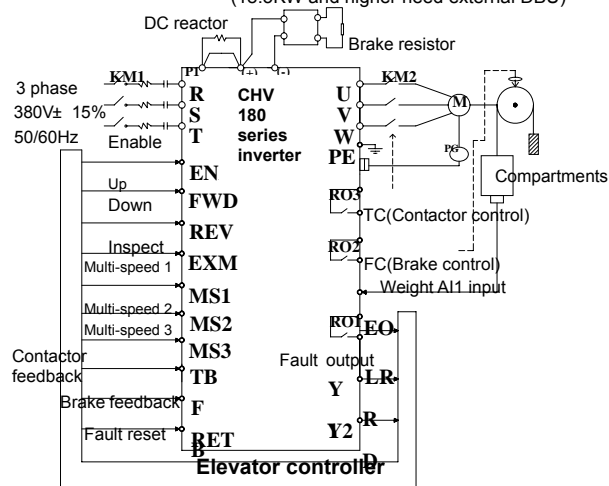 (18.5KW and higher need external DBU)
DC reactor
Brake resistor
P1 (+) (-)
3 phase
380V± 15%
50/60Hz
KM1
R
S
T
CHV
180
series
inverter
U
V
W
PE
KM2
M
PG
Compartments
Enable
EN
Up
FWD
Down
REV
Inspect
EXM
Multi-speed 1
MS1
Multi-speed 2
MS2
Multi-speed 3
MS3
Contactor
feedback
TB
Brake feedback
F
B
Fault reset
RET
RO3
TC(Contactor control)
RO2
FC(Brake control)
Weight AI1 input
RO1
EO
Fault output
LR
Y
1
Y2
R
D
Elevator controller